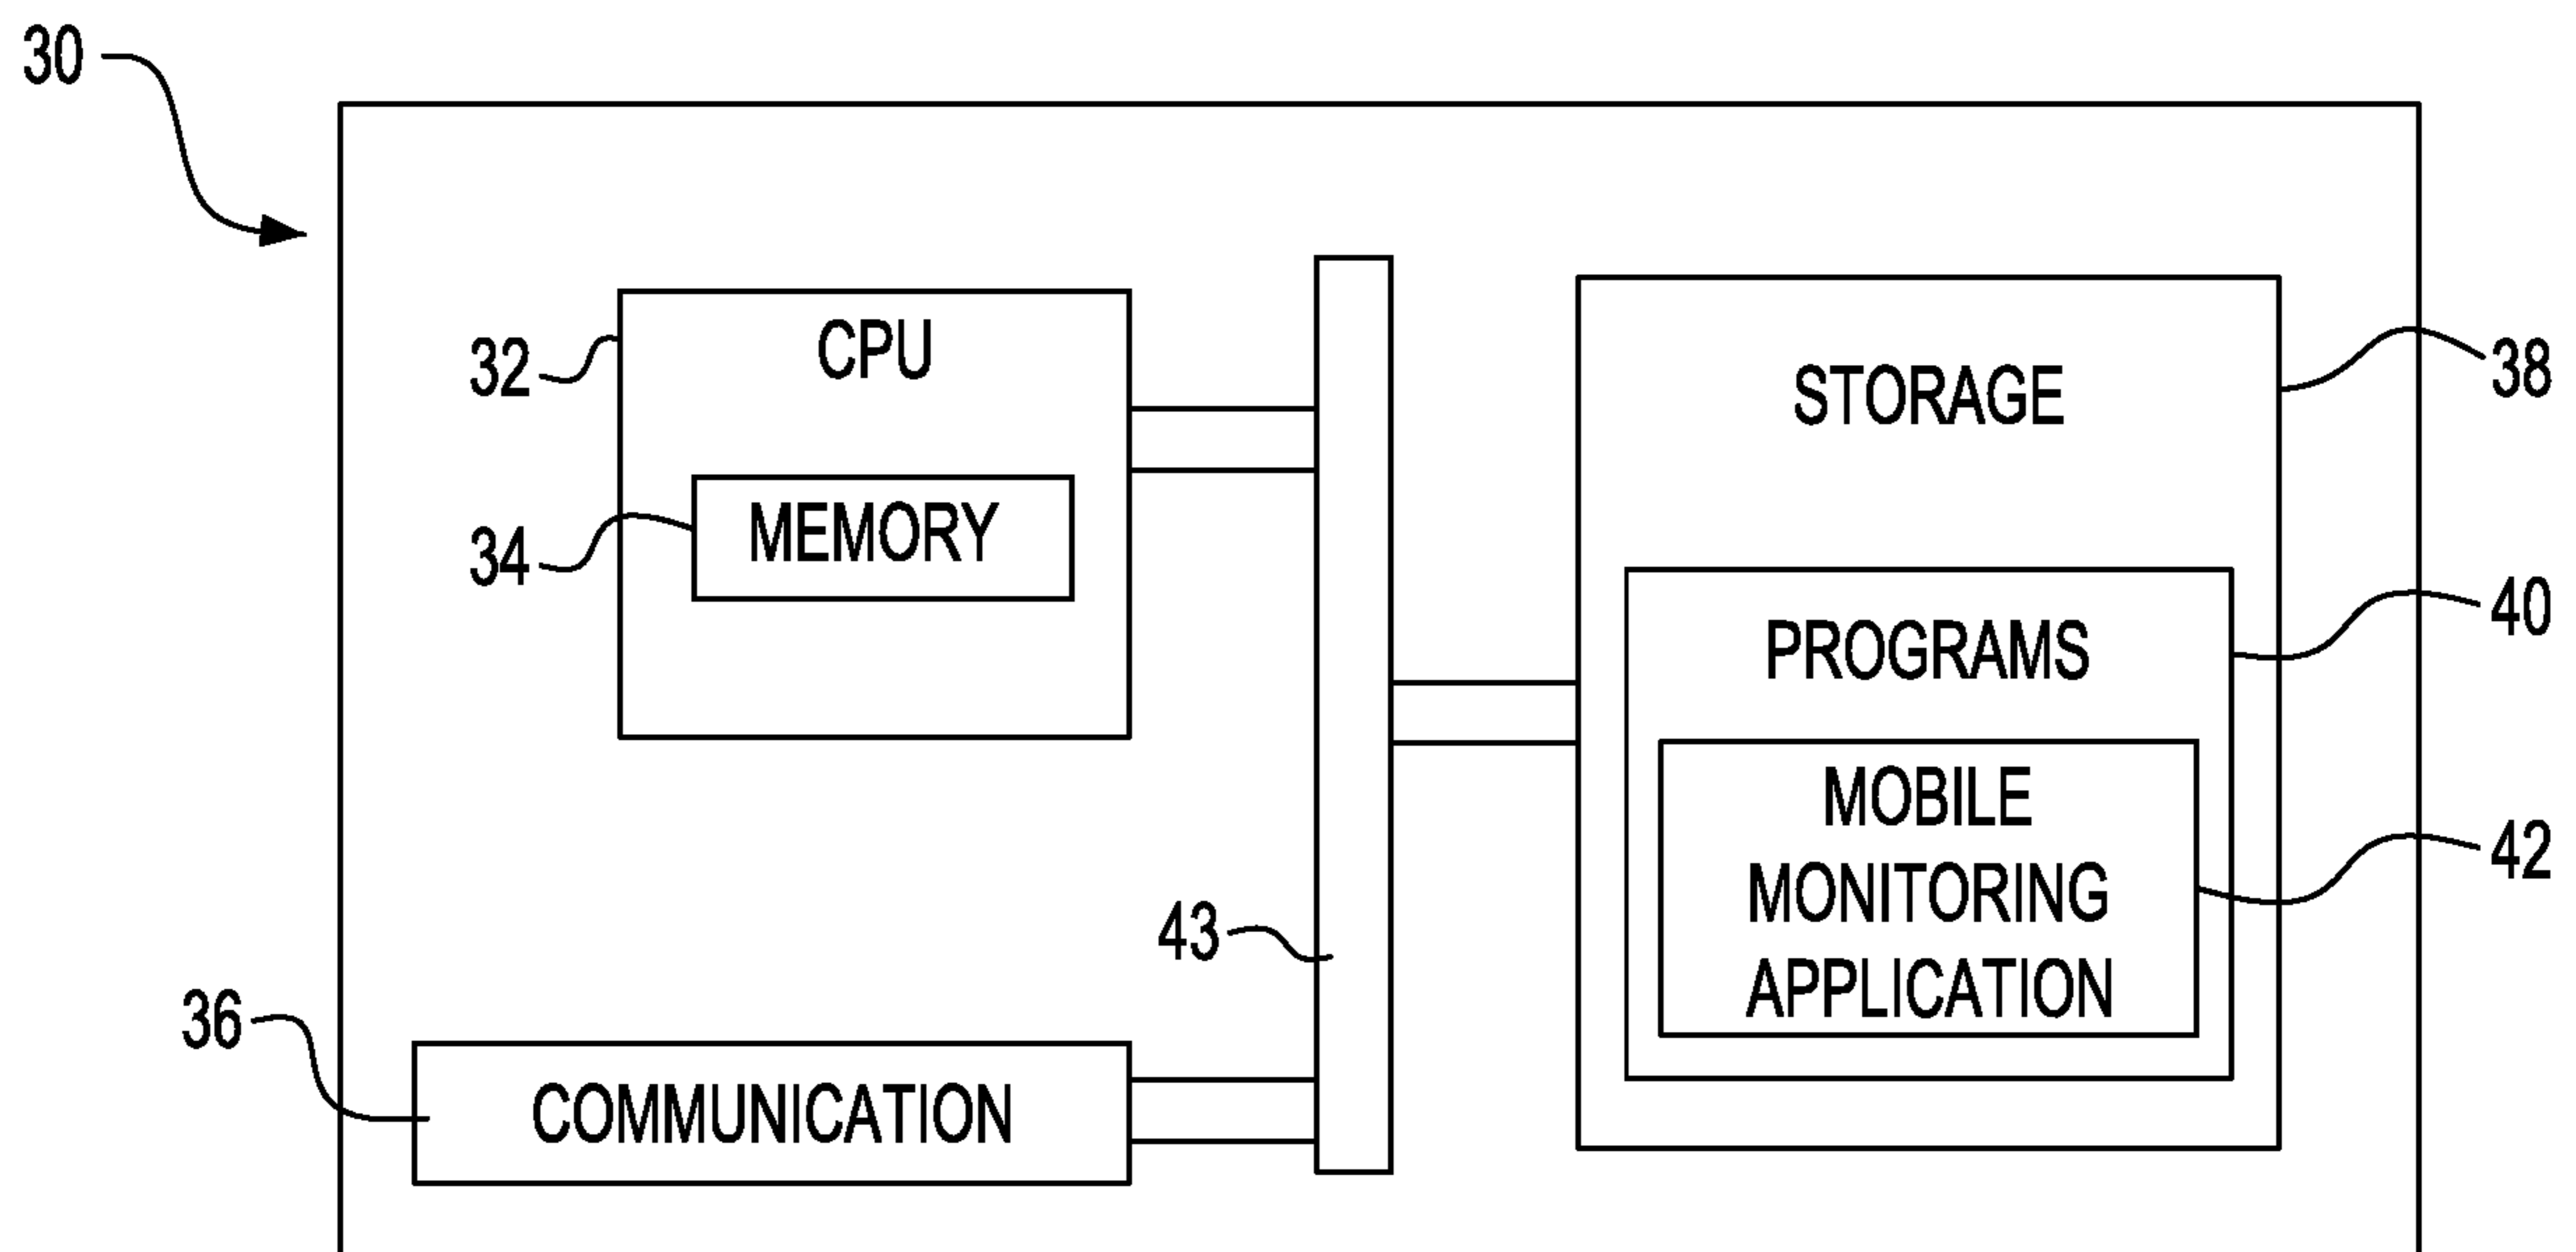 30
CPU
32
STORAGE
38
MEMORY
34
PROGRAMS
40
MOBILE
MONITORING
APPLICATION
42
43
36
COMMUNICATION